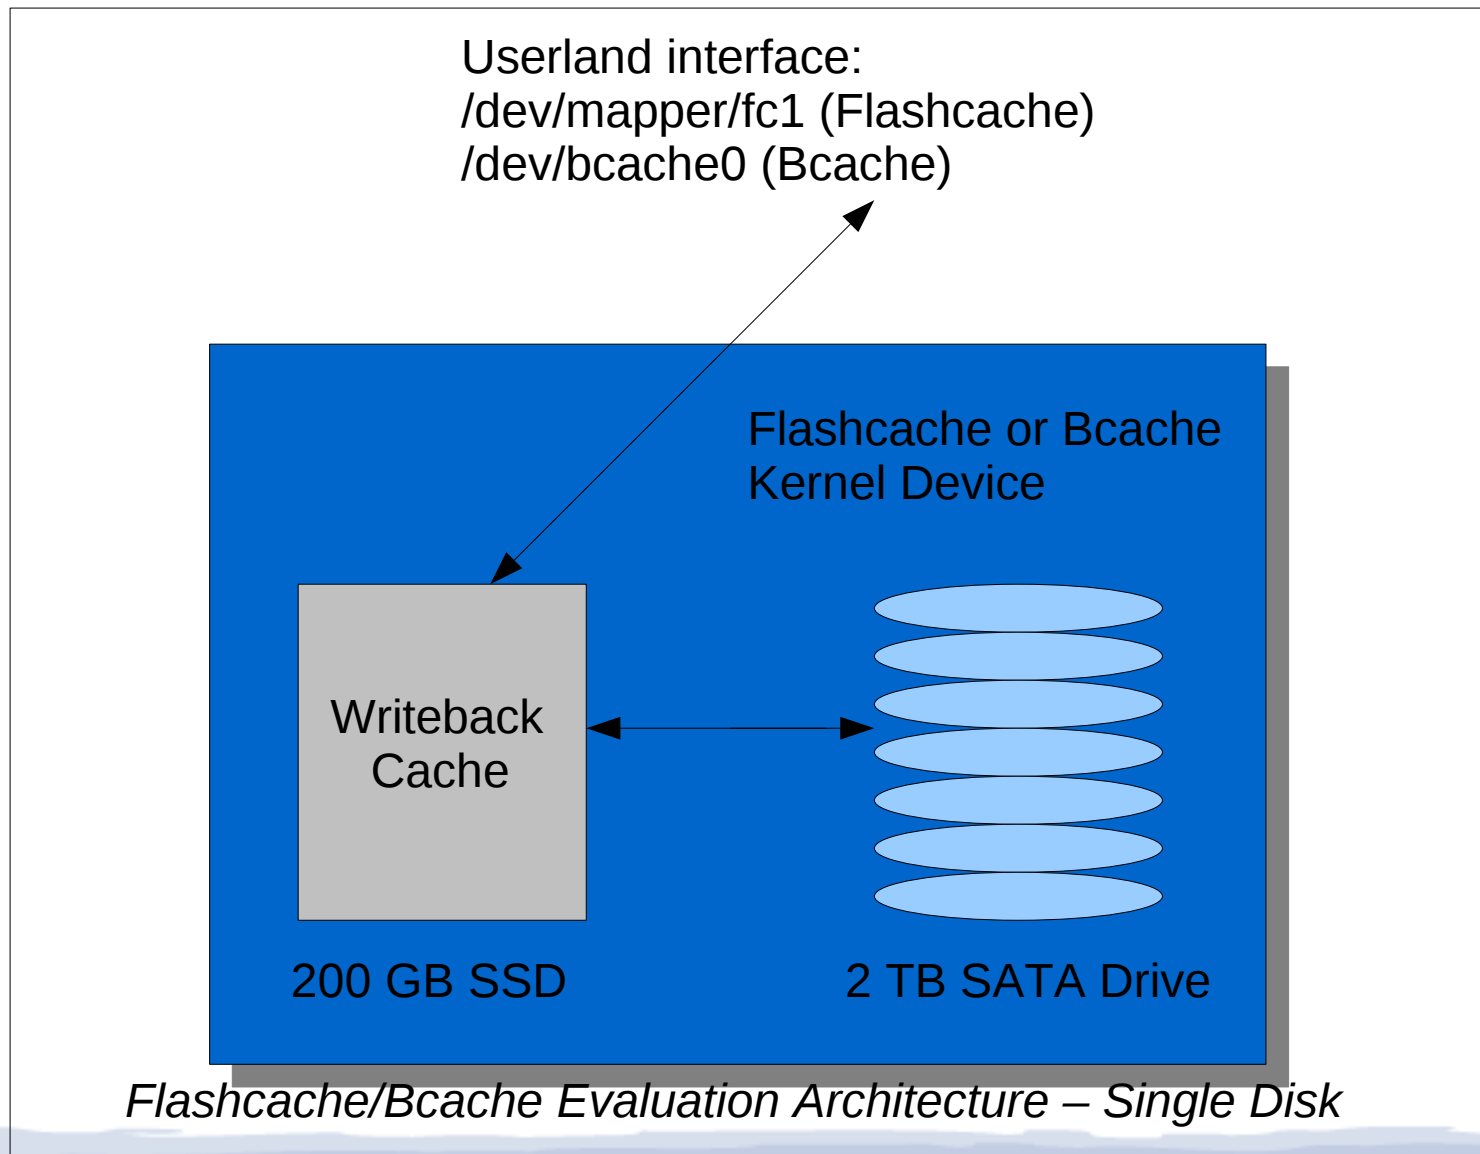 Userland interface:
/dev/mapper/fc1 (Flashcache)
/dev/bcache0 (Bcache)
Flashcache or Bcache
Kernel Device
Writeback
Cache
200 GB SSD
2 TB SATA Drive
Flashcache/Bcache Evaluation Architecture – Single Disk